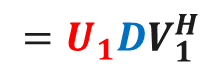 = U₁DV₁ᴴ